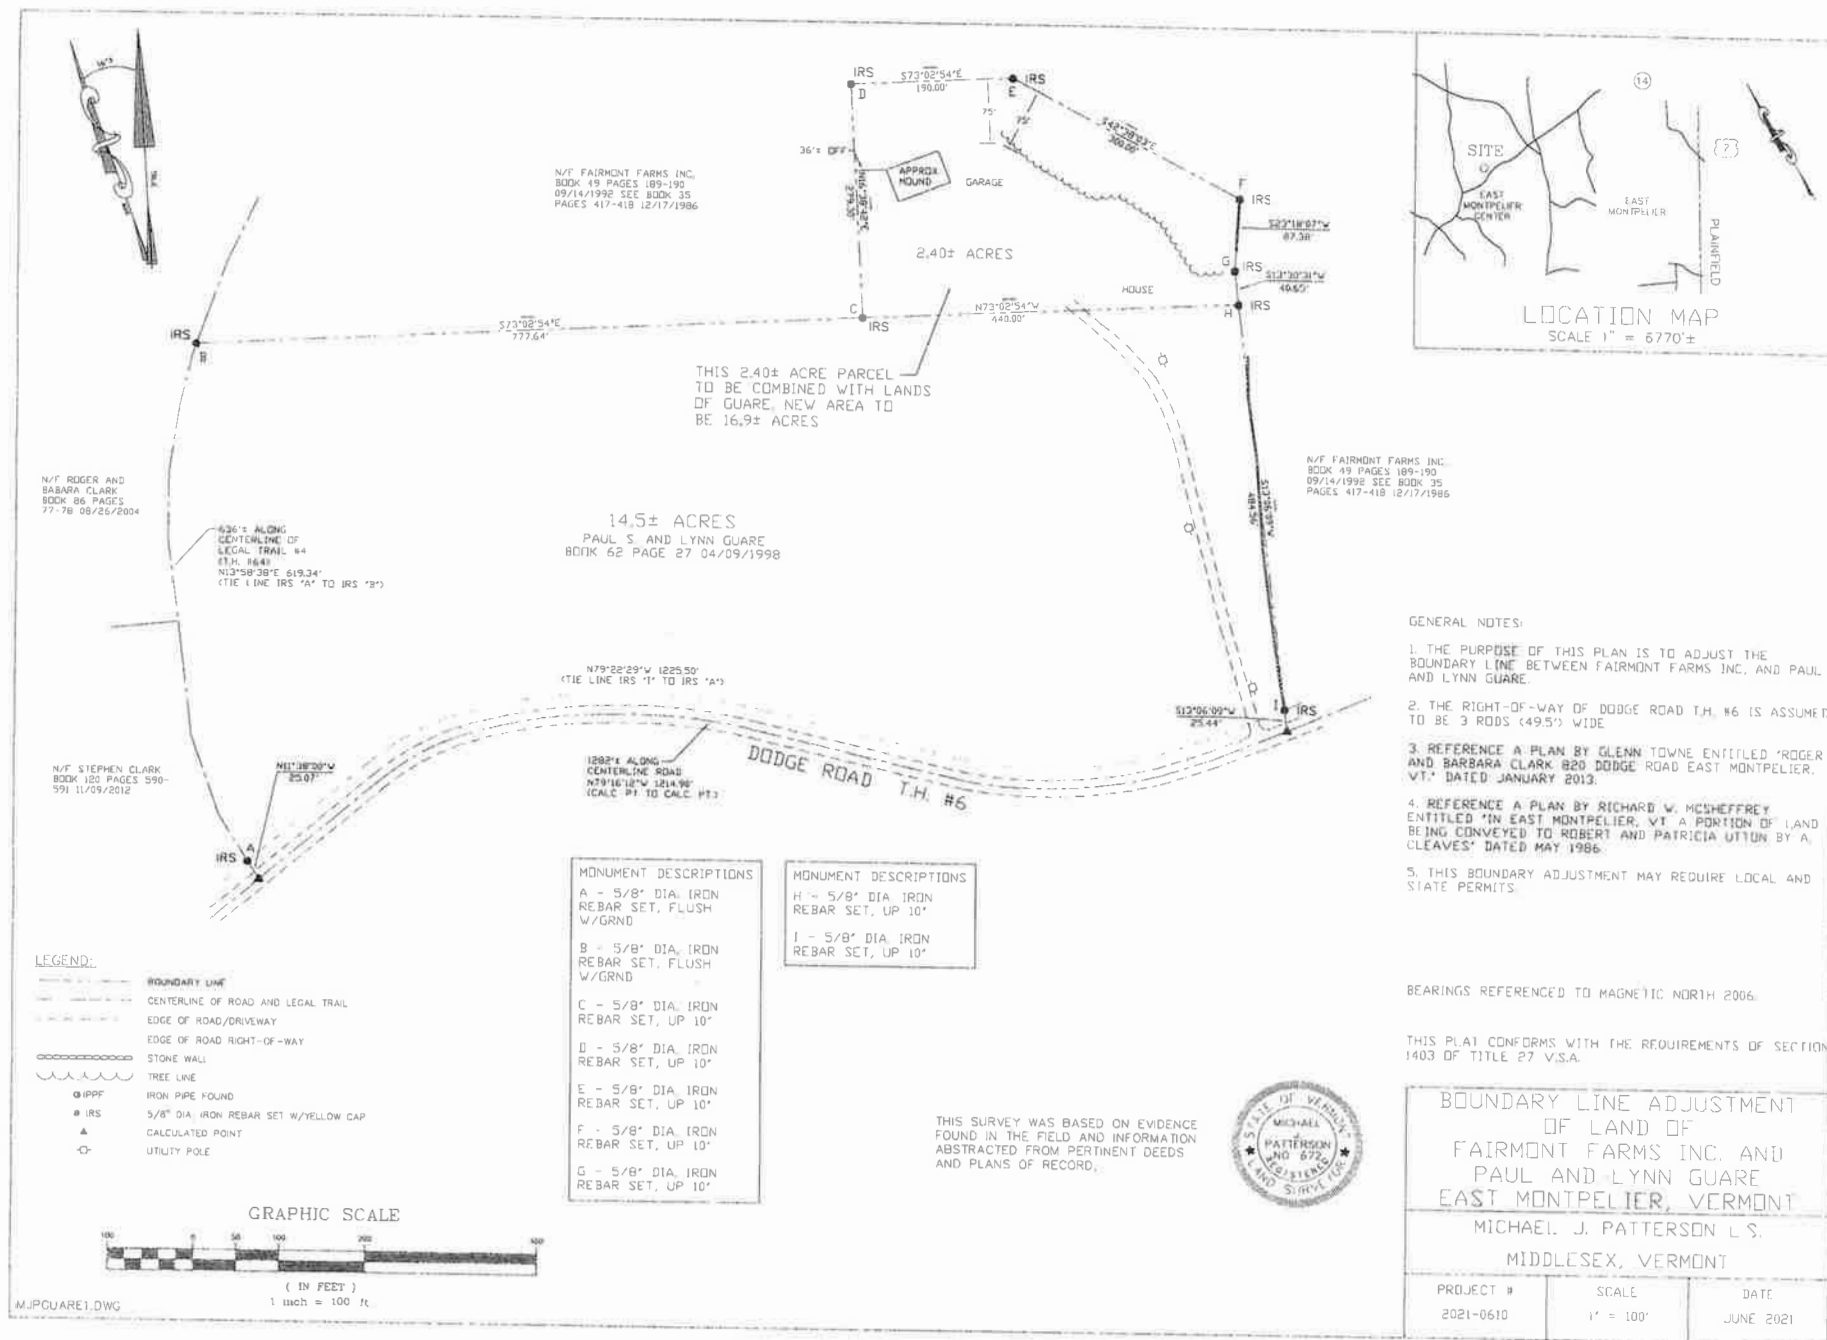 N/F FAIRMONT FARMS INC.
BOOK 49 PAGES 189-190
09/14/1992 SEE BOOK 35
PAGES 417-418 12/17/1986
IRS
D
S73°02'54"E
190.00'
E
IRS
75'
75'
S42°38'03"E
300.00'
36'± OFF
APPROX
MOUND
GARAGE
N16°38'42"E
279.30'
2.40± ACRES
F
IRS
S23°18'07"W
87.38'
G
IRS
S13°30'31"W
40.65'
HOUSE
H
IRS
C
IRS
N73°02'54"W
440.00'
IRS
B
S73°02'54"E
777.64'
THIS 2.40± ACRE PARCEL
TO BE COMBINED WITH LANDS
OF GUARE, NEW AREA TO
BE 16.9± ACRES
14
2
SITE
EAST
MONTPELIER
CENTER
EAST
MONTPELIER
PLAINFIELD
LOCATION MAP
SCALE 1" = 6770'±
N/F FAIRMONT FARMS INC.
BOOK 49 PAGES 189-190
09/14/1992 SEE BOOK 35
PAGES 417-418 12/17/1986
S13°06'09"W
484.56'
N/F ROGER AND
BABARA CLARK
BOOK 86 PAGES
77-78 08/26/2004
636'± ALONG
CENTERLINE OF
LEGAL TRAIL #4
(T.H. #64)
N13°58'38"E 619.34'
(TIE LINE IRS "A" TO IRS "B")
14.5± ACRES
PAUL S. AND LYNN GUARE
BOOK 62 PAGE 27 04/09/1998
N79°22'29"W 1225.50'
(TIE LINE IRS "I" TO IRS "A")
S13°06'09"W
25.44'
I
IRS
N/F STEPHEN CLARK
BOOK 120 PAGES 590-
591 11/09/2012
N11°38'00"W
25.07'
IRS
A
1282'± ALONG
CENTERLINE ROAD
N79°16'12"W 1214.98'
(CALC PT TO CALC PT)
DODGE ROAD T.H. #6
GENERAL NOTES:
1. THE PURPOSE OF THIS PLAN IS TO ADJUST THE
BOUNDARY LINE BETWEEN FAIRMONT FARMS INC. AND PAUL
AND LYNN GUARE.
2. THE RIGHT-OF-WAY OF DODGE ROAD T.H. #6 IS ASSUMED
TO BE 3 RODS (49.5') WIDE
3. REFERENCE A PLAN BY GLENN TOWNE ENTITLED "ROGER
AND BARBARA CLARK 820 DODGE ROAD EAST MONTPELIER,
VT." DATED JANUARY 2013.
4. REFERENCE A PLAN BY RICHARD W. MCSHEFFREY
ENTITLED "IN EAST MONTPELIER, VT A PORTION OF LAND
BEING CONVEYED TO ROBERT AND PATRICIA UTTON BY A.
CLEAVES" DATED MAY 1986
5. THIS BOUNDARY ADJUSTMENT MAY REQUIRE LOCAL AND
STATE PERMITS.
BEARINGS REFERENCED TO MAGNETIC NORTH 2006.
THIS PLAT CONFORMS WITH THE REQUIREMENTS OF SECTION
1403 OF TITLE 27 V.S.A.
MONUMENT DESCRIPTIONS
A - 5/8" DIA. IRON
REBAR SET, FLUSH
W/GRND
B - 5/8" DIA. IRON
REBAR SET, FLUSH
W/GRND
C - 5/8" DIA. IRON
REBAR SET, UP 10"
D - 5/8" DIA. IRON
REBAR SET, UP 10"
E - 5/8" DIA. IRON
REBAR SET, UP 10"
F - 5/8" DIA. IRON
REBAR SET, UP 10"
G - 5/8" DIA. IRON
REBAR SET, UP 10"
MONUMENT DESCRIPTIONS
H - 5/8" DIA. IRON
REBAR SET, UP 10"
I - 5/8" DIA. IRON
REBAR SET, UP 10"
LEGEND:
BOUNDARY LINE
CENTERLINE OF ROAD AND LEGAL TRAIL
EDGE OF ROAD/DRIVEWAY
EDGE OF ROAD RIGHT-OF-WAY
STONE WALL
TREE LINE
IPPF IRON PIPE FOUND
IRS 5/8" DIA. IRON REBAR SET W/YELLOW CAP
CALCULATED POINT
UTILITY POLE
GRAPHIC SCALE
100 0 50 100 200 400
( IN FEET )
1 inch = 100 ft.
MJPGUARE1.DWG
THIS SURVEY WAS BASED ON EVIDENCE
FOUND IN THE FIELD AND INFORMATION
ABSTRACTED FROM PERTINENT DEEDS
AND PLANS OF RECORD.
STATE OF VERMONT
MICHAEL
J.
PATTERSON
NO 672
REGISTERED
LAND SURVEYOR
BOUNDARY LINE ADJUSTMENT
OF LAND OF
FAIRMONT FARMS INC. AND
PAUL AND LYNN GUARE
EAST MONTPELIER, VERMONT
MICHAEL J. PATTERSON L.S.
MIDDLESEX, VERMONT
PROJECT #
2021-0610
SCALE
1" = 100'
DATE
JUNE 2021